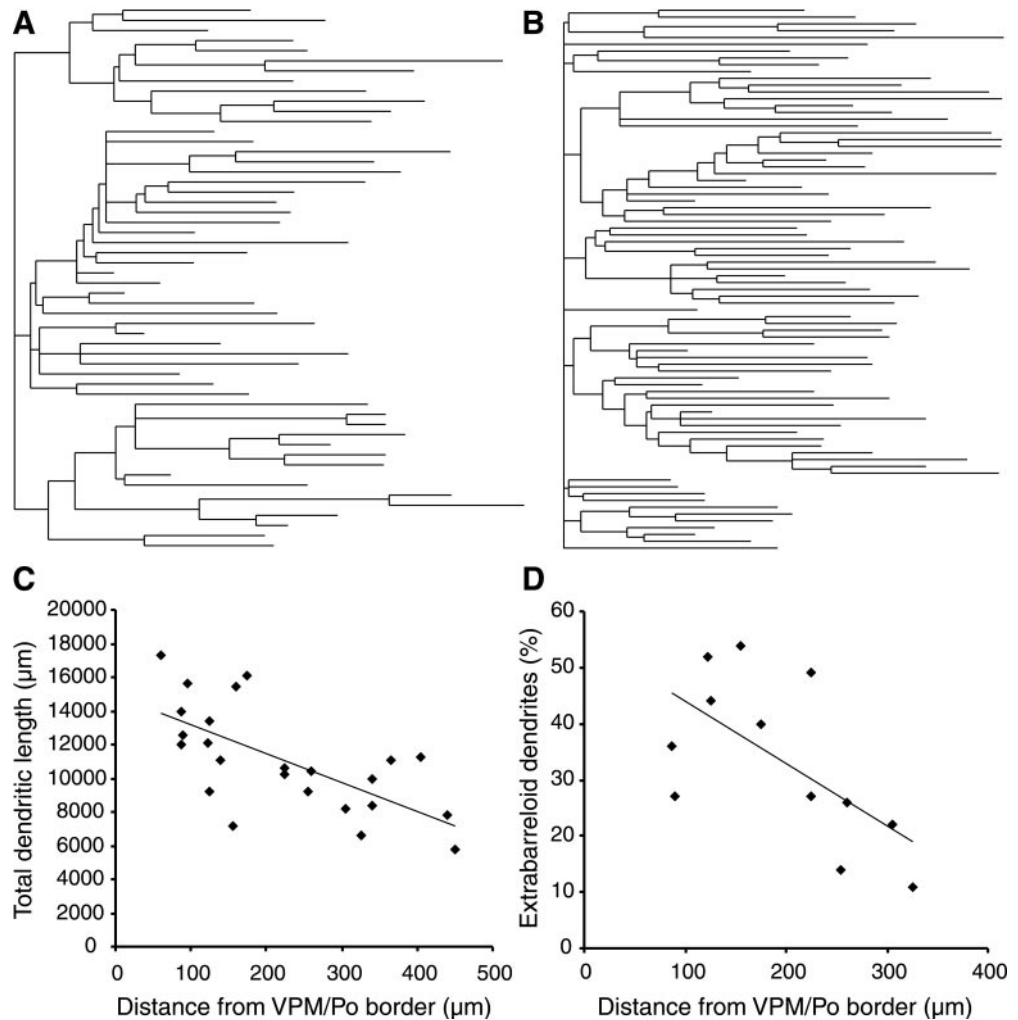 A
B
C
20000
18000
16000
14000
12000
10000
8000
6000
4000
2000
0
Total dendritic length (µm)
0 100 200 300 400 500
Distance from VPM/Po border (µm)
D
60
50
40
30
20
10
0
Extrabarreloid dendrites (%)
0 100 200 300 400
Distance from VPM/Po border (µm)